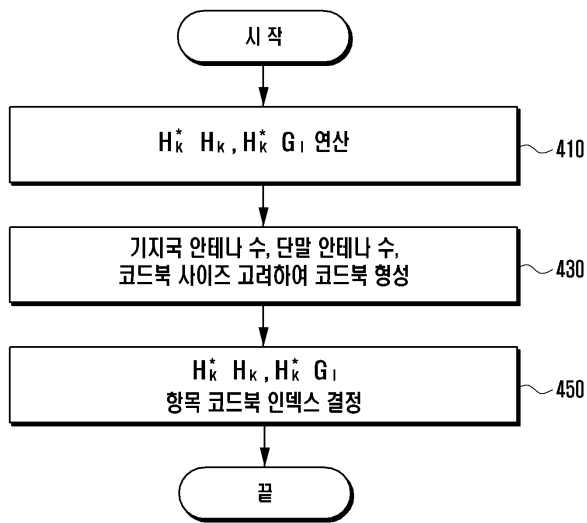 시 작
H*k Hk , H*k Gl 연산
410
기지국 안테나 수, 단말 안테나 수,
코드북 사이즈 고려하여 코드북 형성
430
H*k Hk , H*k Gl
항목 코드북 인덱스 결정
450
끝